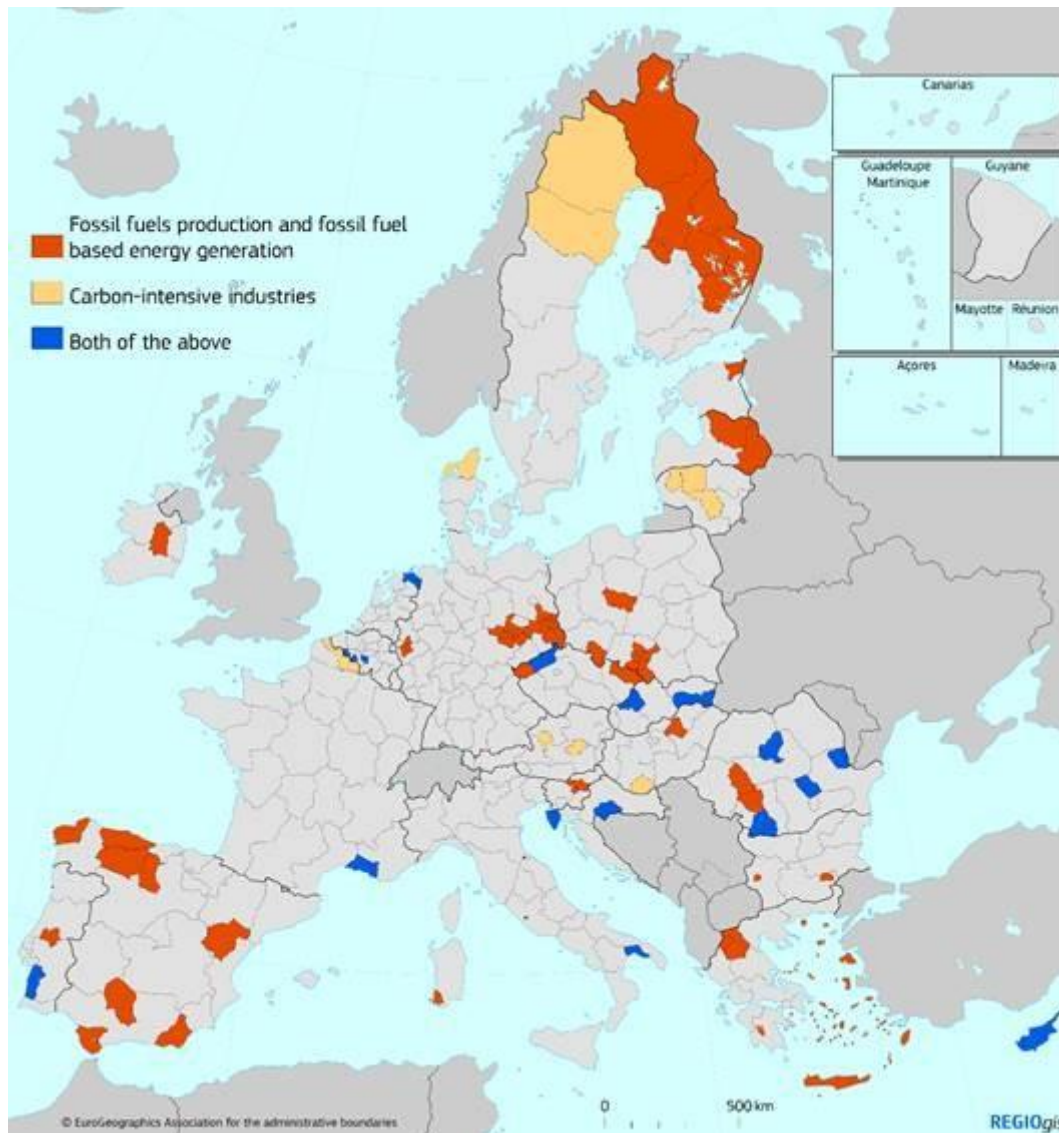 Canarias
Guadeloupe
Martinique
Guyane
Mayotte
Réunion
Açores
Madeira
Fossil fuels production and fossil fuel
based energy generation
Carbon-intensive industries
Both of the above
0
500 km
© EuroGeographics Association for the administrative boundaries
REGIOgis